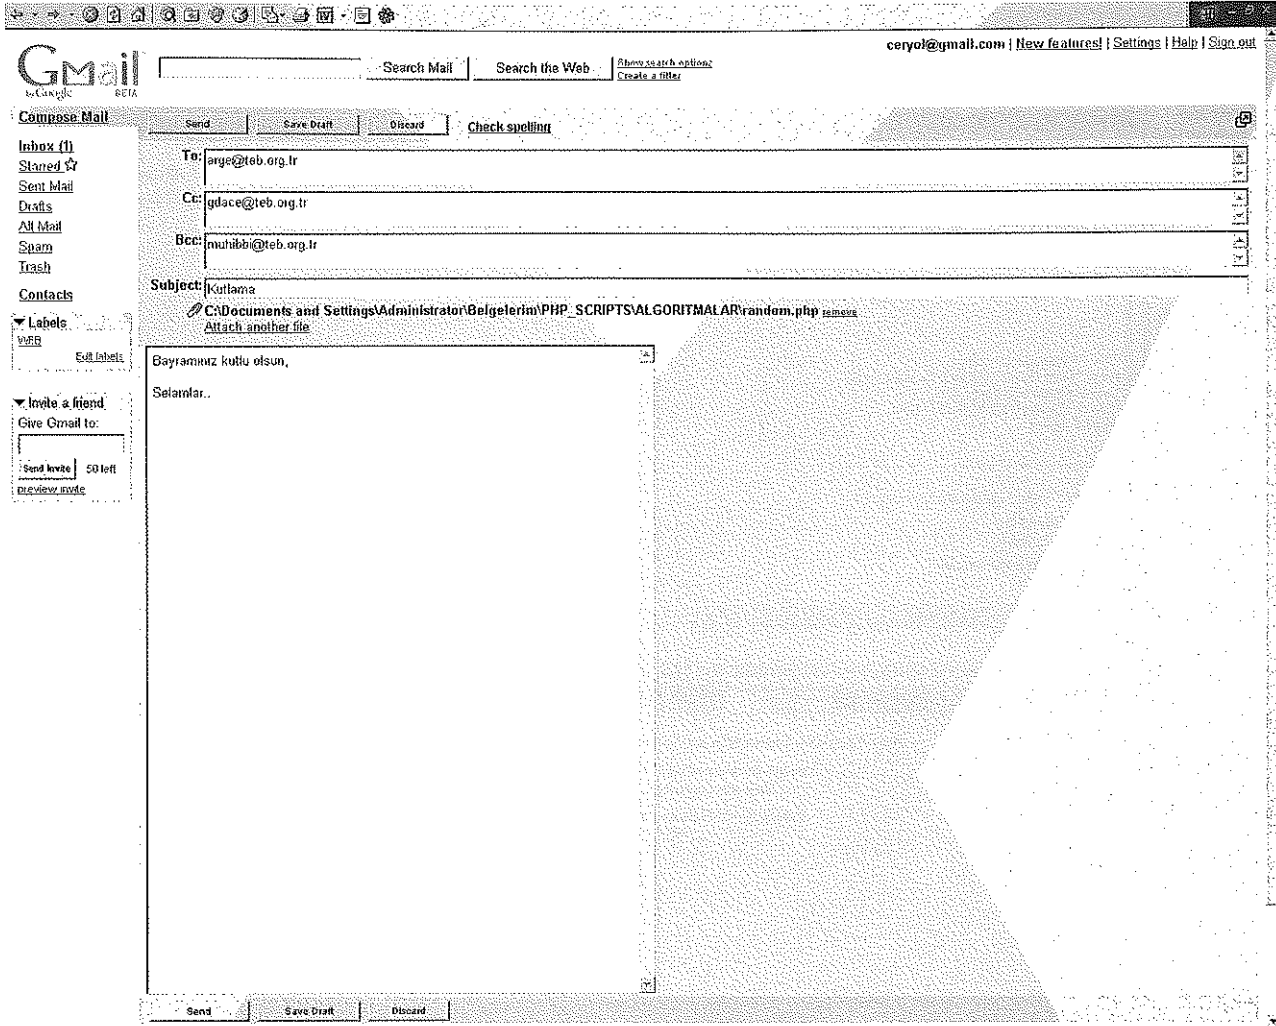 ceryol@gmail.com | New features! | Settings | Help | Sign out
GMail
by Google BETA
Search Mail Search the Web Show search options
Create a filter
Compose Mail
Send Save Draft Discard Check spelling
Inbox (1)
Starred
Sent Mail
Drafts
All Mail
Spam
Trash
Contacts
Labels
WEB
Edit labels
Invite a friend
Give Gmail to:
Send Invite 50 left
preview invite
To: arge@teb.org.tr
Cc: gdace@teb.org.tr
Bcc: muhibbi@teb.org.tr
Subject: Kutlama
C:\Documents and Settings\Administrator\Belgelerim\PHP_SCRIPTS\ALGORITMALAR\random.php remove
Attach another file
Bayramınız kutlu olsun,
Selamlar..
Send Save Draft Discard